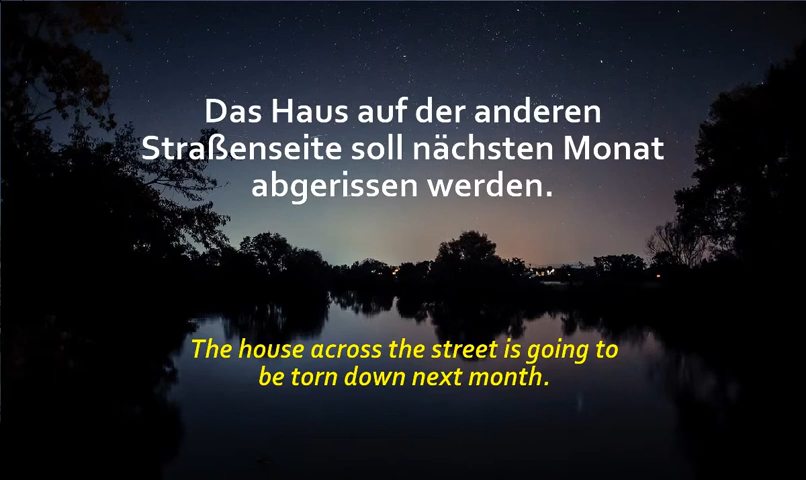 Das Haus auf der anderen
Straßenseite soll nächsten Monat
abgerissen werden.
The house across the street is going to
be torn down next month.